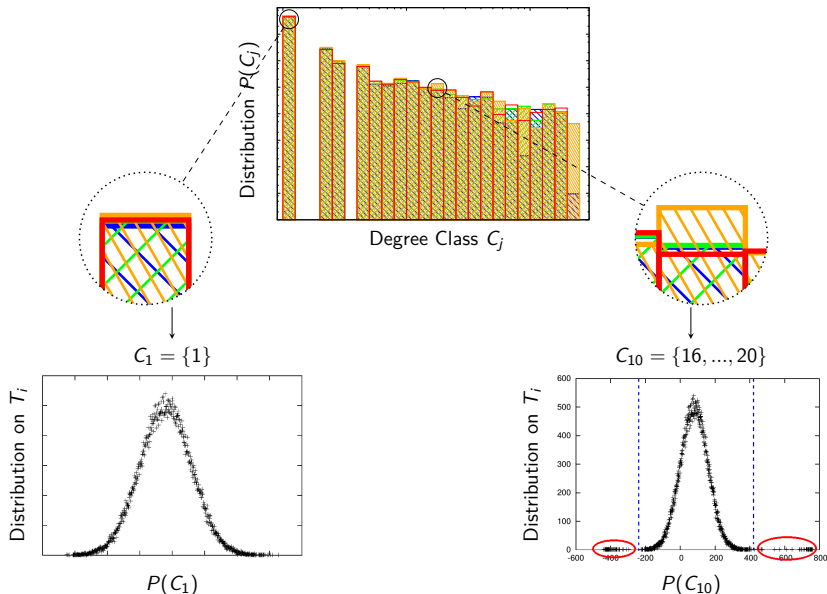 Distribution P(C_j)
Degree Class C_j
C_1 = {1}
C_10 = {16, ..., 20}
Distribution on T_i
P(C_1)
Distribution on T_i
600
500
400
300
200
100
0
-600 -400 -200 0 200 400 600 800
P(C_10)